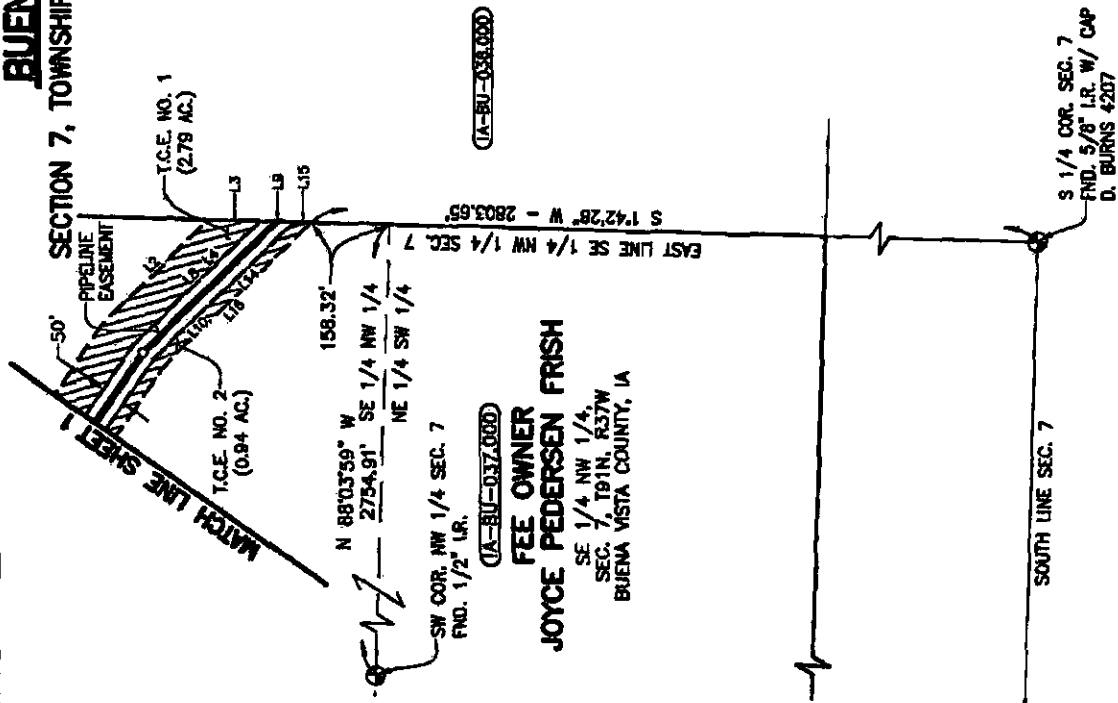 BUEN
SECTION 7, TOWNSHIP
T.C.E. NO. 1
(2.79 AC.)
PIPELINE
EASEMENT
50'
L2
L3
L9
L15
L10
L16
L14
MATCH LINE SHEET 1
T.C.E. NO. 2
(0.94 AC.)
158.32'
IA-BU-038.000
N 88°03'59" W
2754.91'
SE 1/4 NW 1/4
NE 1/4 SW 1/4
EAST LINE SE 1/4 NW 1/4 SEC. 7
S 1°42'28" W - 2803.65'
SW COR. NW 1/4 SEC. 7
FND. 1/2" I.R.
IA-BU-037.000
FEE OWNER
JOYCE PEDERSEN FRISH
SE 1/4 NW 1/4,
SEC. 7, T91N, R37W
BUENA VISTA COUNTY, IA
S 1/4 COR. SEC. 7
FND. 5/8" I.R. W/ CAP
D. BURNS 4207
SOUTH LINE SEC. 7